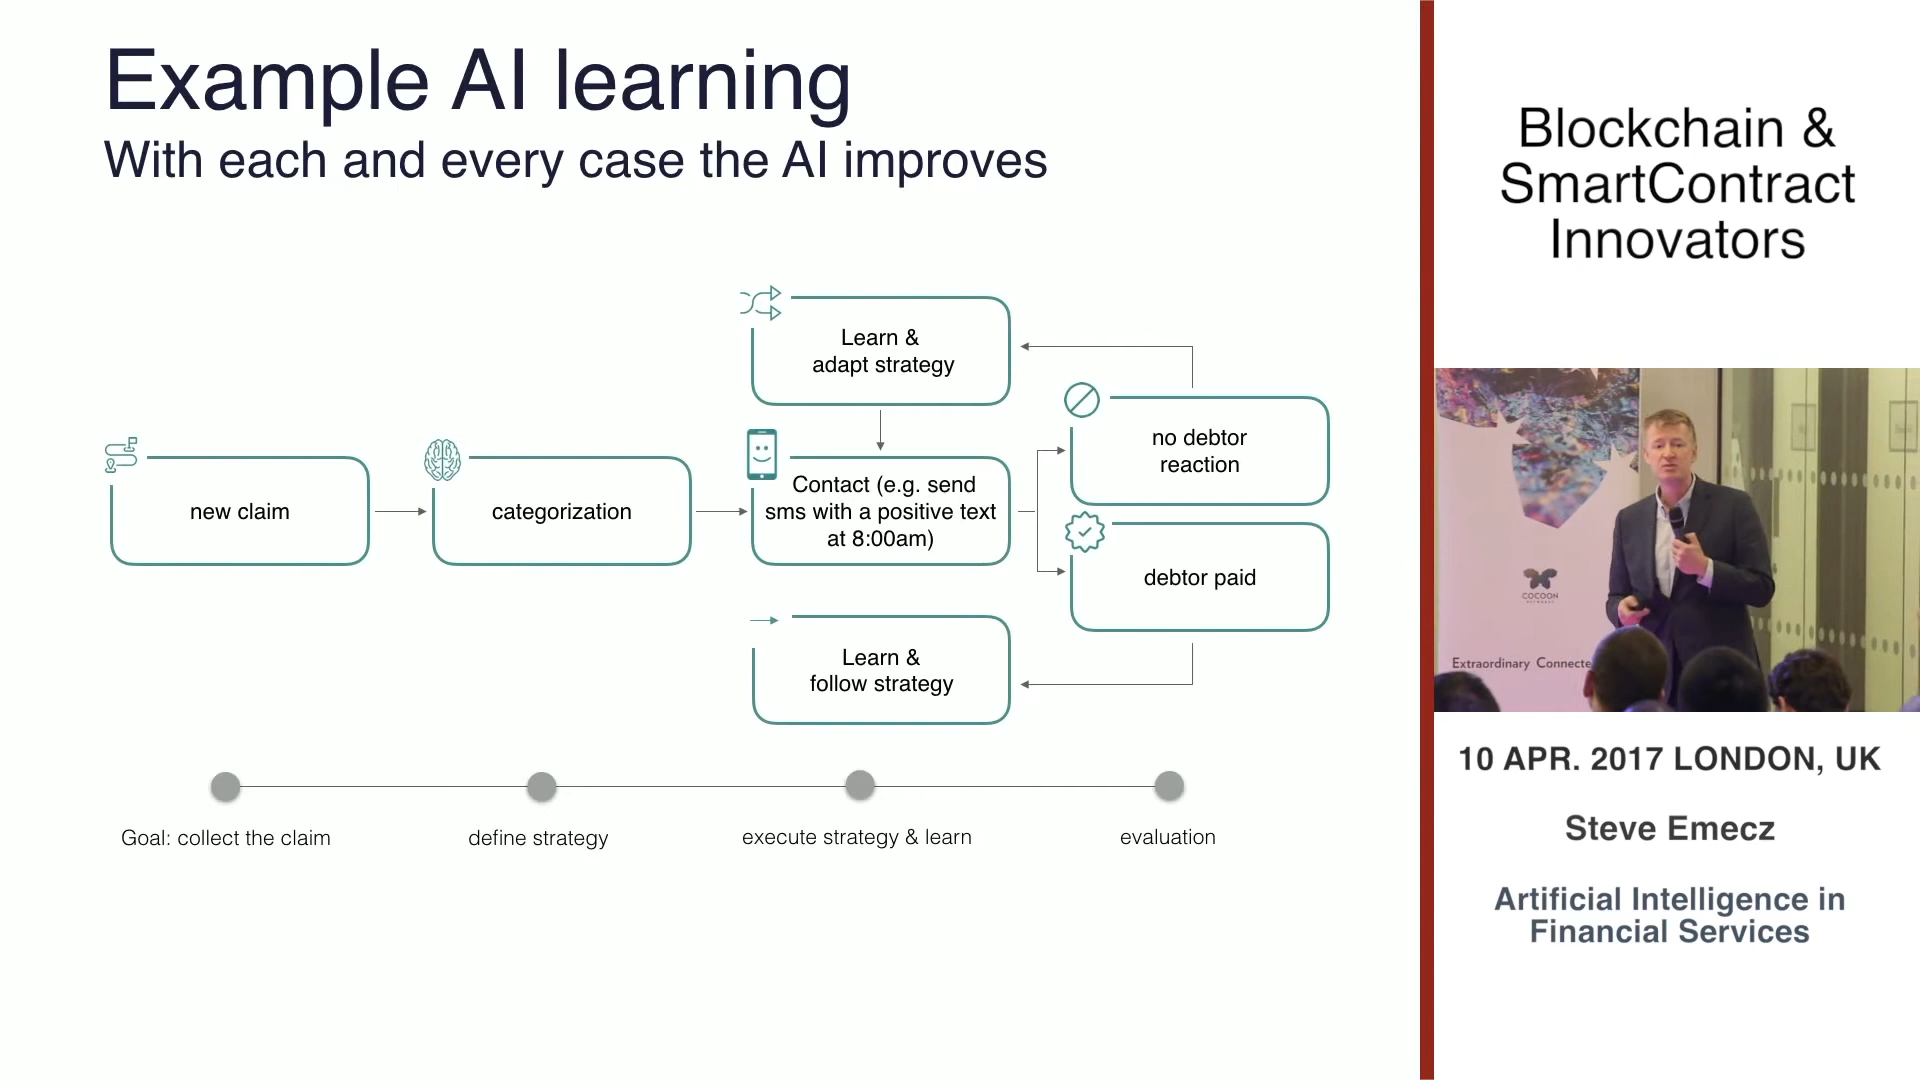 Example AI learning
With each and every case the AI improves
Learn &
adapt strategy
no debtor
reaction
new claim
categorization
Contact (e.g. send
sms with a positive text
at 8:00am)
debtor paid
Learn &
follow strategy
Goal: collect the claim
define strategy
execute strategy & learn
evaluation
Blockchain &
SmartContract
Innovators
COCOON
Extraordinary Connecte
10 APR. 2017 LONDON, UK
Steve Emecz
Artificial Intelligence in
Financial Services